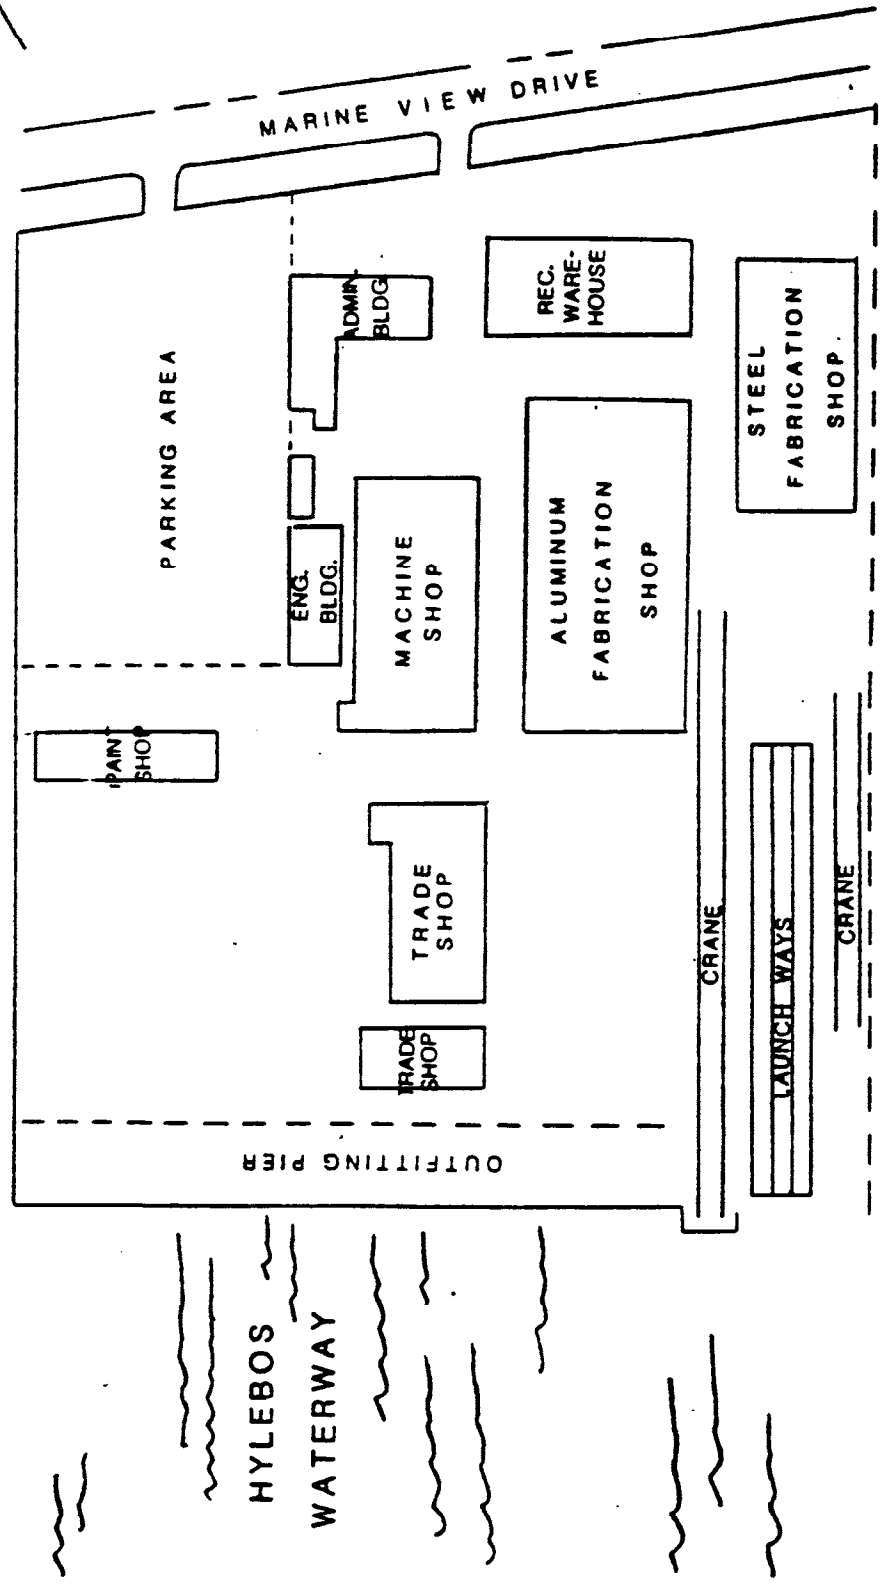 MARINE VIEW DRIVE
PARKING AREA
ADMIN.
BLDG.
REC.
WARE-
HOUSE
STEEL
FABRICATION
SHOP.
ENG.
BLDG.
MACHINE
SHOP
ALUMINUM
FABRICATION
SHOP
PAINT
SHOP
TRADE
SHOP
TRADE
SHOP
CRANE
LAUNCH WAYS
CRANE
OUTFITTING PIER
HYLEBOS
WATERWAY